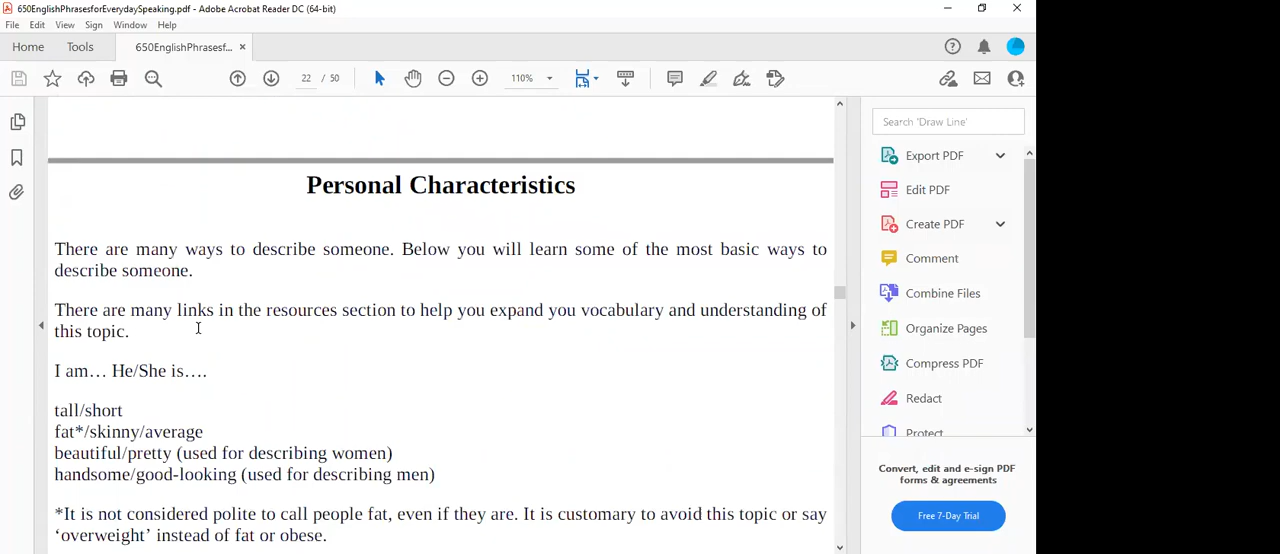 650EnglishPhrasesforEverydaySpeaking.pdf - Adobe Acrobat Reader DC (64-bit)
File Edit View Sign Window Help
Home Tools 650EnglishPhrasesf...
22 / 50 110%
Search 'Draw Line'
Export PDF
Edit PDF
Create PDF
Comment
Combine Files
Organize Pages
Compress PDF
Redact
Protect
Convert, edit and e-sign PDF
forms & agreements
Free 7-Day Trial
Personal Characteristics
There are many ways to describe someone. Below you will learn some of the most basic ways to
describe someone.
There are many links in the resources section to help you expand you vocabulary and understanding of
this topic.
I am… He/She is….
tall/short
fat*/skinny/average
beautiful/pretty (used for describing women)
handsome/good-looking (used for describing men)
*It is not considered polite to call people fat, even if they are. It is customary to avoid this topic or say
‘overweight’ instead of fat or obese.